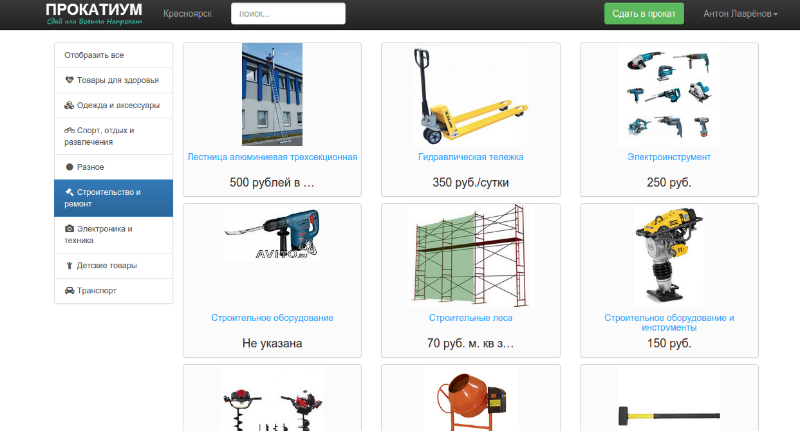 ПРОКАТИУМ
Сдай или Возьми Напрокат
Красноярск
поиск...
Сдать в прокат
Антон Лаврёнов
Отобразить все
Товары для здоровья
Одежда и аксессуары
Спорт, отдых и
развлечения
Разное
Строительство и
ремонт
Электроника и
техника
Детские товары
Транспорт
Лестница алюминиевая трехсекционная
500 рублей в ...
Гидравлическая тележка
350 руб./сутки
Электроинструмент
250 руб.
AVITO.RU
Строительное оборудование
Не указана
Строительные леса
70 руб. м. кв з...
Строительное оборудование и
инструменты
150 руб.